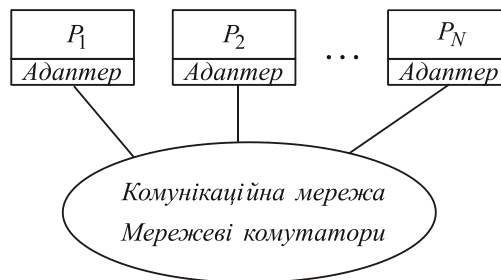 P1 P2 ... PN
Адаптер Адаптер Адаптер
Комунікаційна мережа
Мережеві комутатори